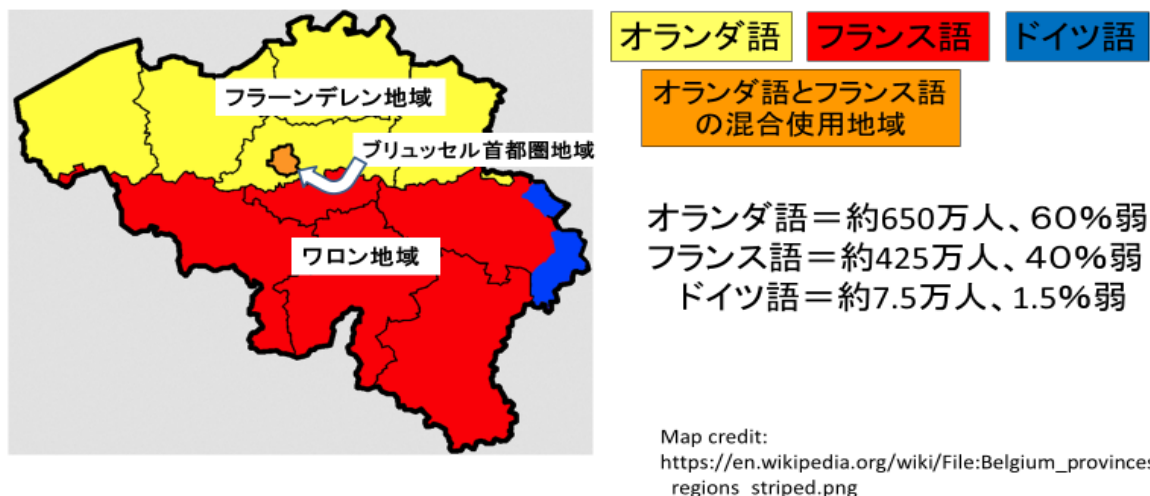 オランダ語
フランス語
ドイツ語
オランダ語とフランス語
の混合使用地域
フラーンデレン地域
ブリュッセル首都圏地域
ワロン地域
オランダ語＝約650万人、60%弱
フランス語＝約425万人、40%弱
ドイツ語＝約7.5万人、1.5%弱
Map credit:
https://en.wikipedia.org/wiki/File:Belgium_provinces
_regions_striped.png